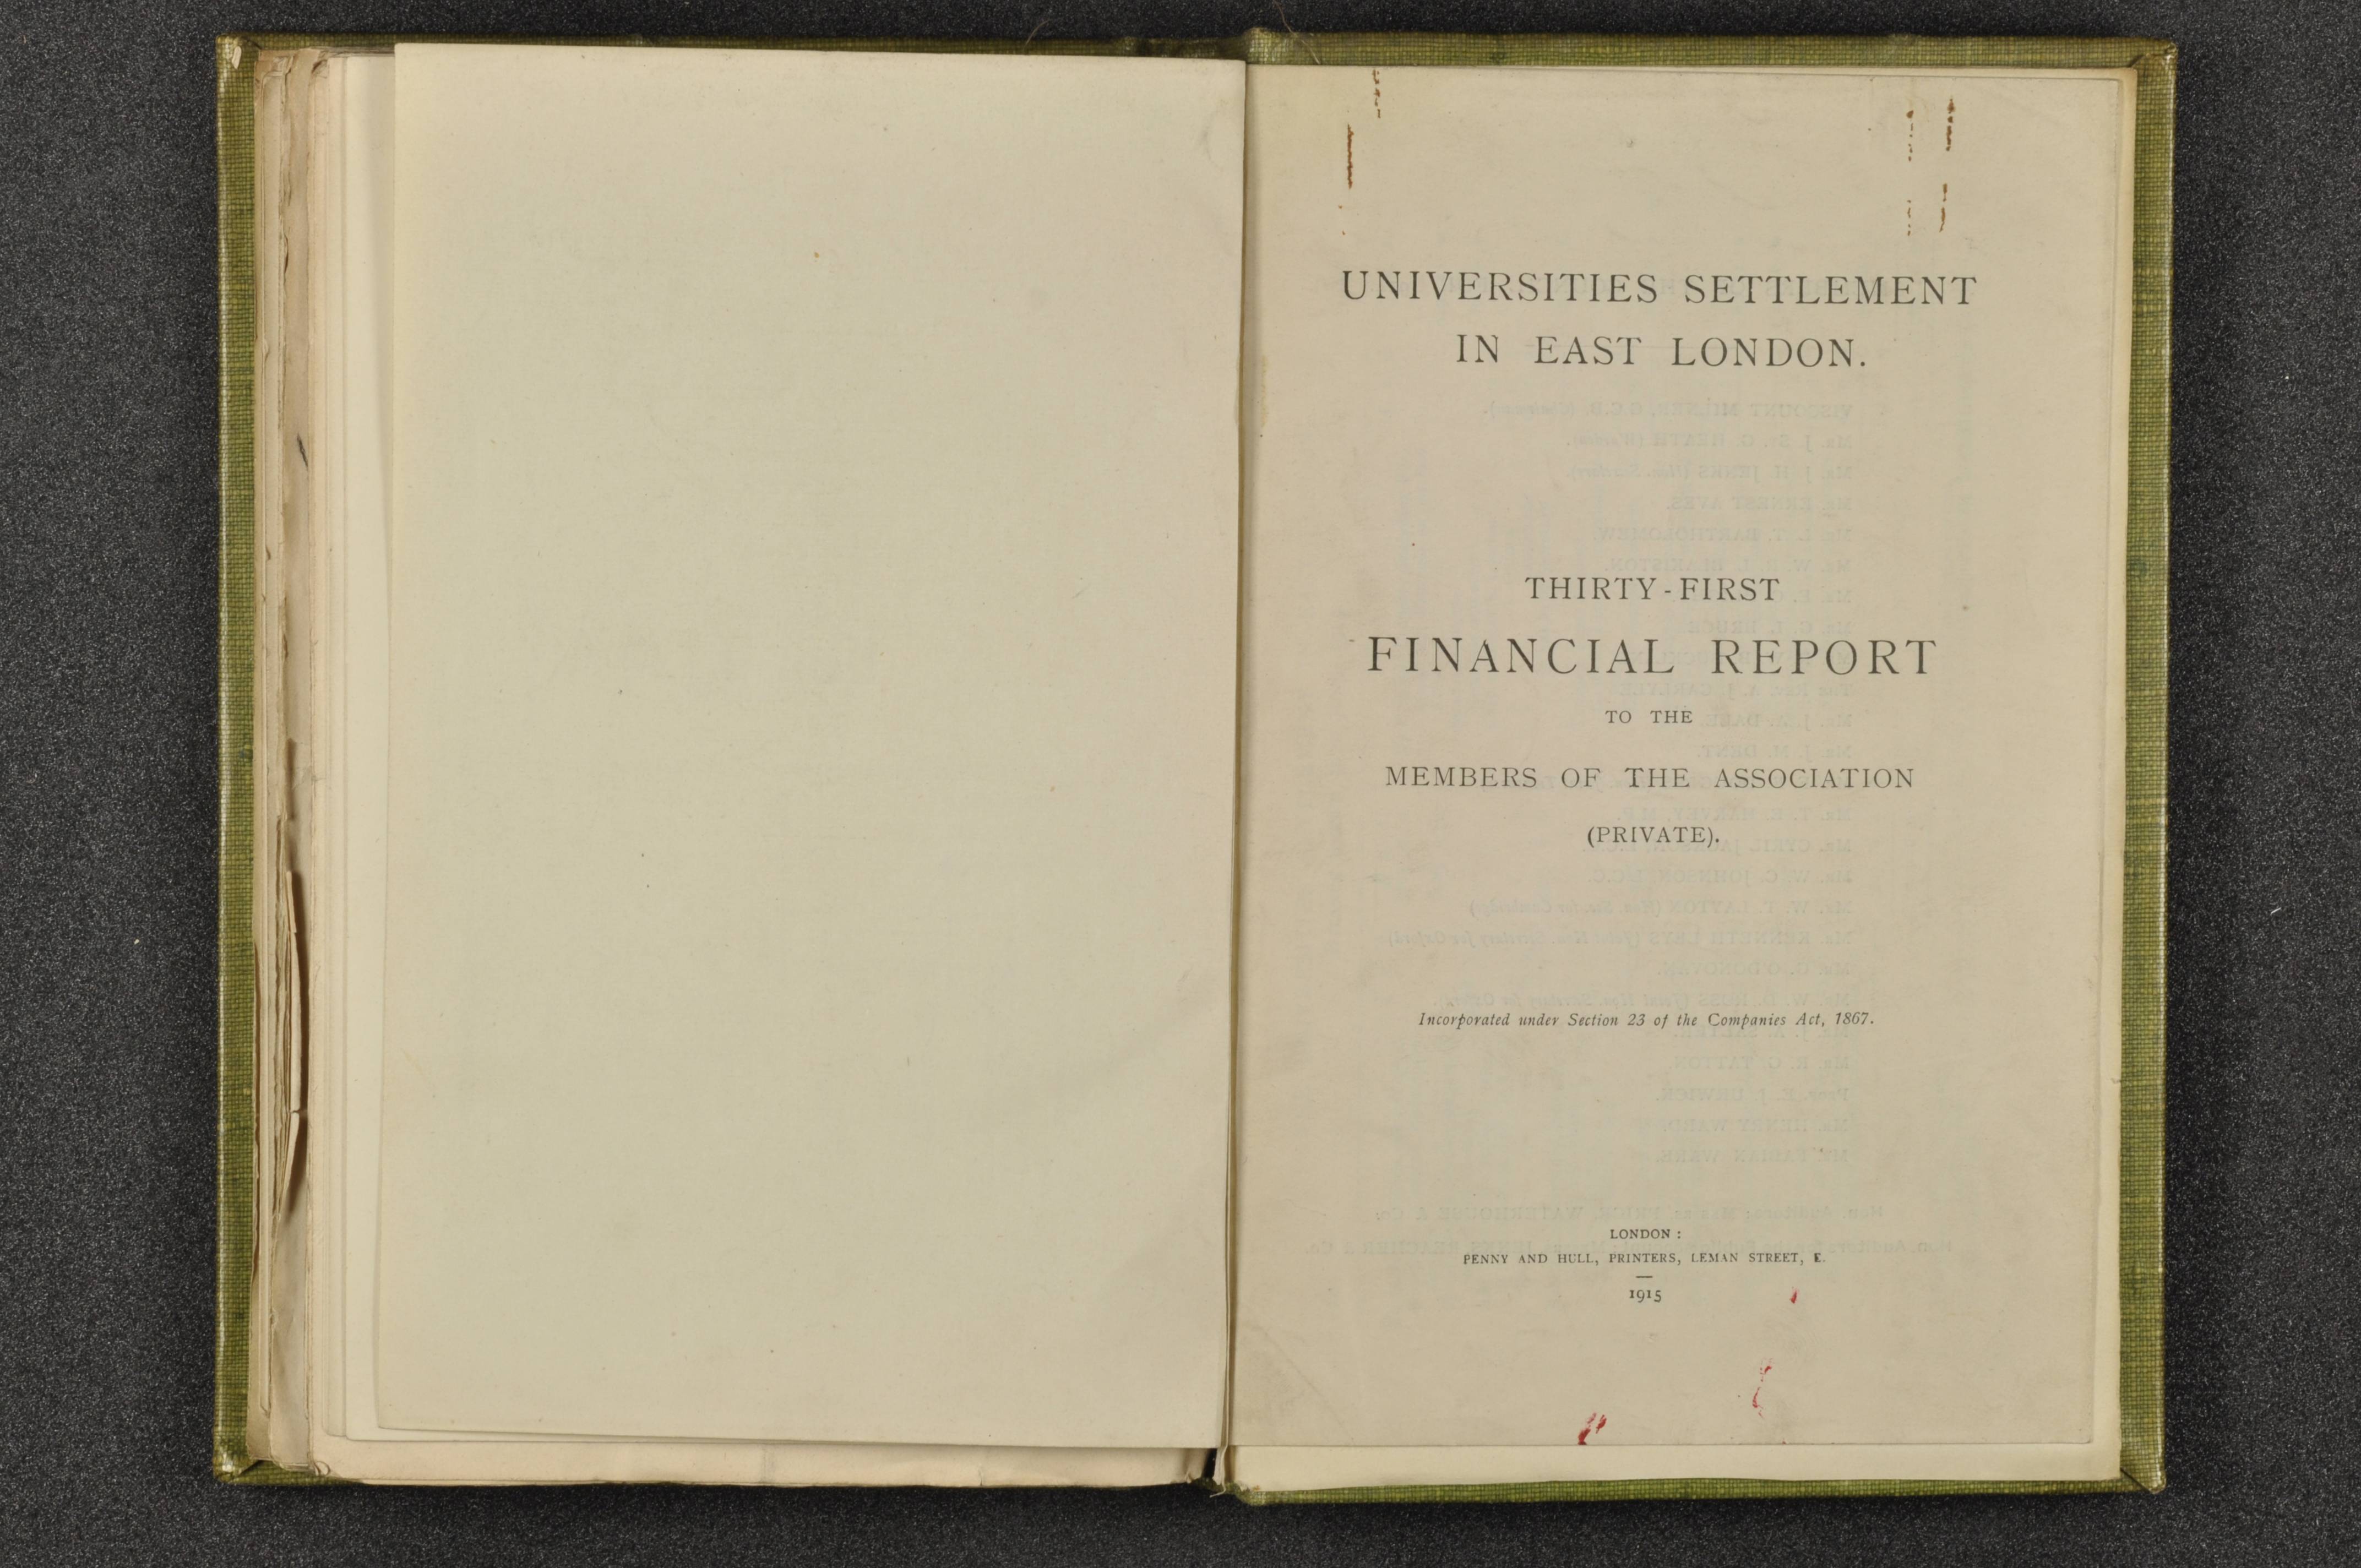 UNIVERSITIES SETTLEMENT
IN EAST LONDON.
THIRTY-FIRST
FINANCIAL REPORT
TO THE
MEMBERS OF THE ASSOCIATION
(PRIVATE).
Incorporated under Section 23 of the Companies Act, 1867.
LONDON :
PENNY AND HULL, PRINTERS, LEMAN STREET, E.
1915